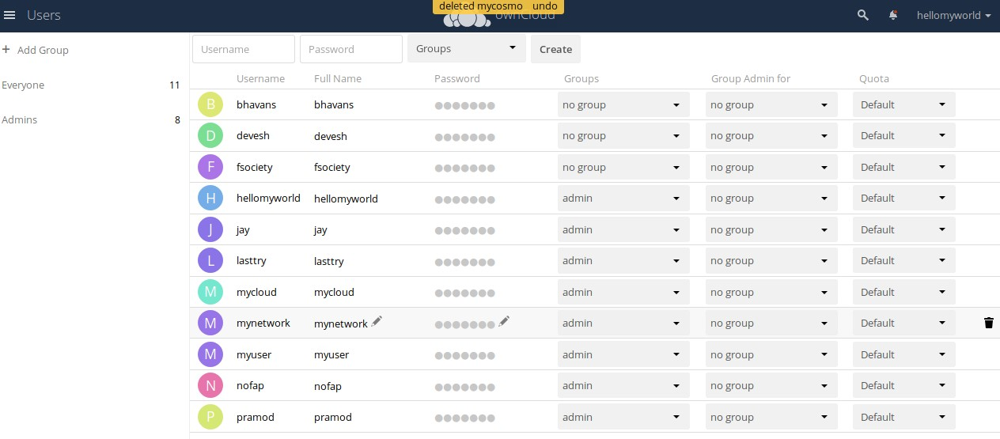 deleted mycosmo undo
Users ownCloud hellomyworld
+ Add Group
Everyone 11
Admins 8
Username Password Groups Create
Username Full Name Password Groups Group Admin for Quota
B bhavans bhavans ●●●●●●● no group no group Default
D devesh devesh ●●●●●●● no group no group Default
F fsociety fsociety ●●●●●●● no group no group Default
H hellomyworld hellomyworld ●●●●●●● admin no group Default
J jay jay ●●●●●●● admin no group Default
L lasttry lasttry ●●●●●●● admin no group Default
M mycloud mycloud ●●●●●●● admin no group Default
M mynetwork mynetwork ●●●●●●● admin no group Default
M myuser myuser ●●●●●●● admin no group Default
N nofap nofap ●●●●●●● admin no group Default
P pramod pramod ●●●●●●● admin no group Default